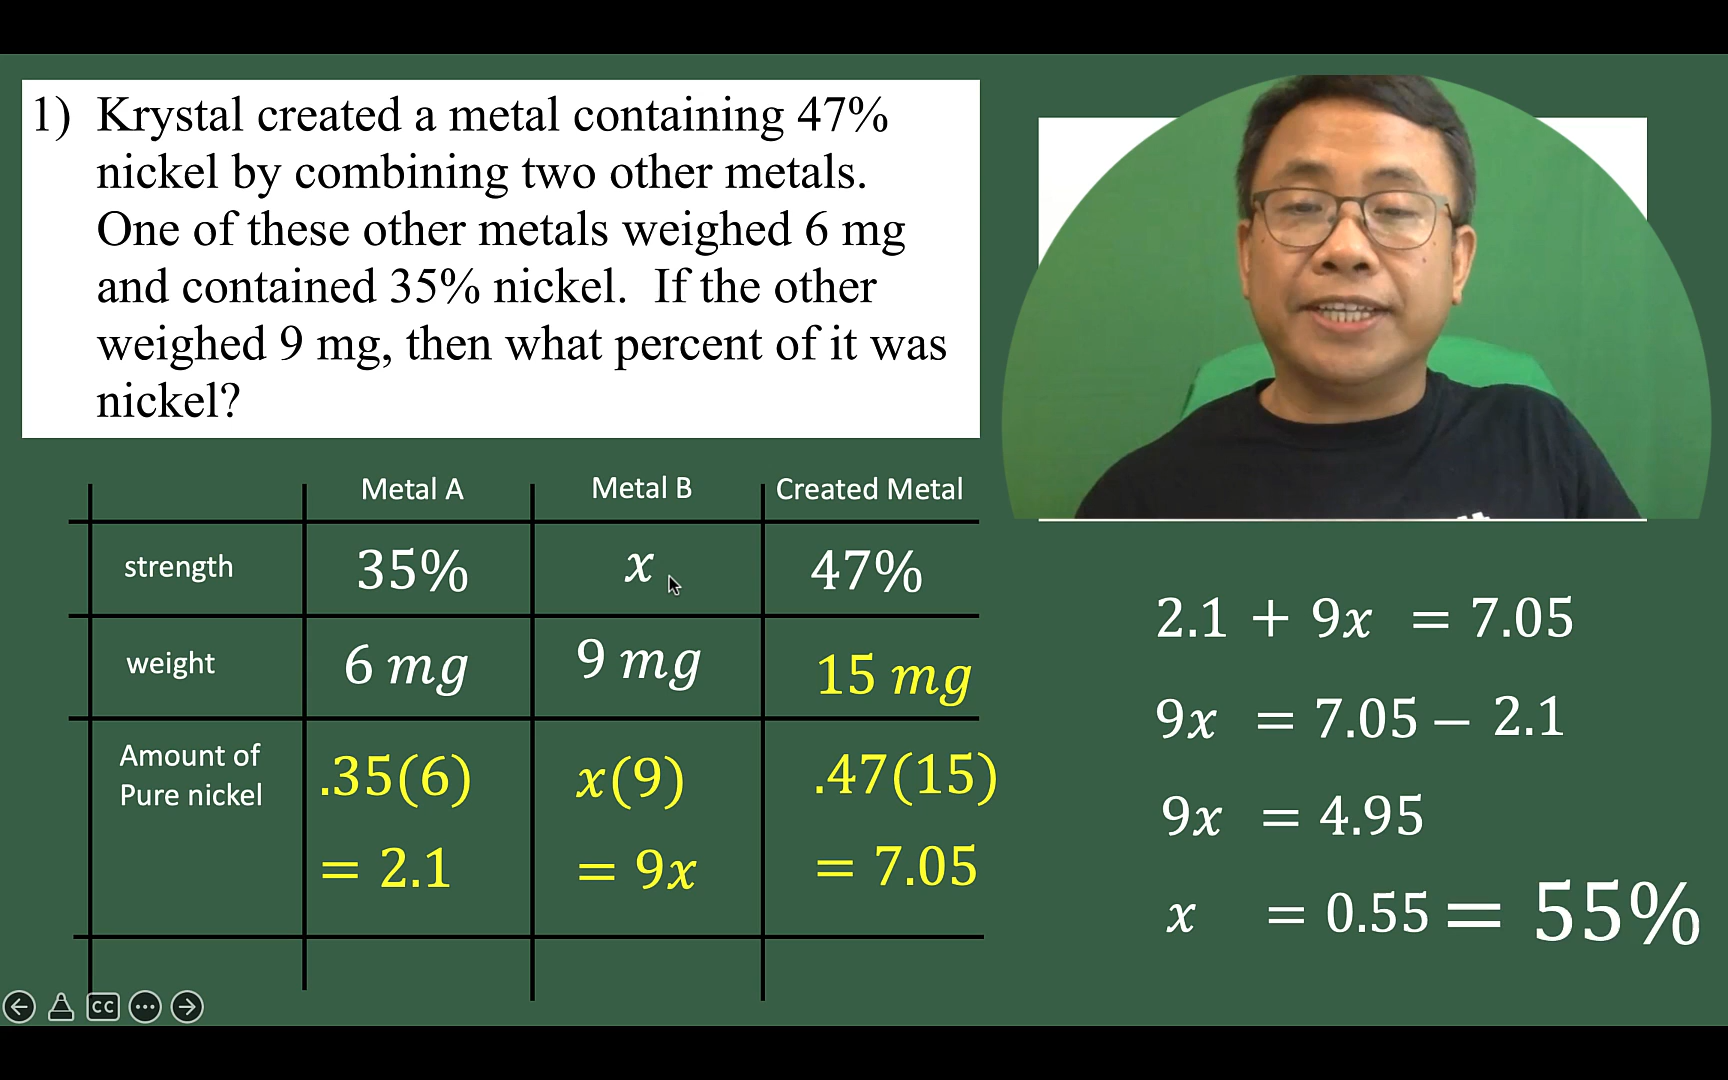 1) Krystal created a metal containing 47%
nickel by combining two other metals.
One of these other metals weighed 6 mg
and contained 35% nickel. If the other
weighed 9 mg, then what percent of it was
nickel?
Metal A Metal B Created Metal
strength 35% x 47%
weight 6 mg 9 mg 15 mg
Amount of
Pure nickel
.35(6) x(9) .47(15)
= 2.1 = 9x = 7.05
2.1 + 9x = 7.05
9x = 7.05 – 2.1
9x = 4.95
x = 0.55 = 55%
CC